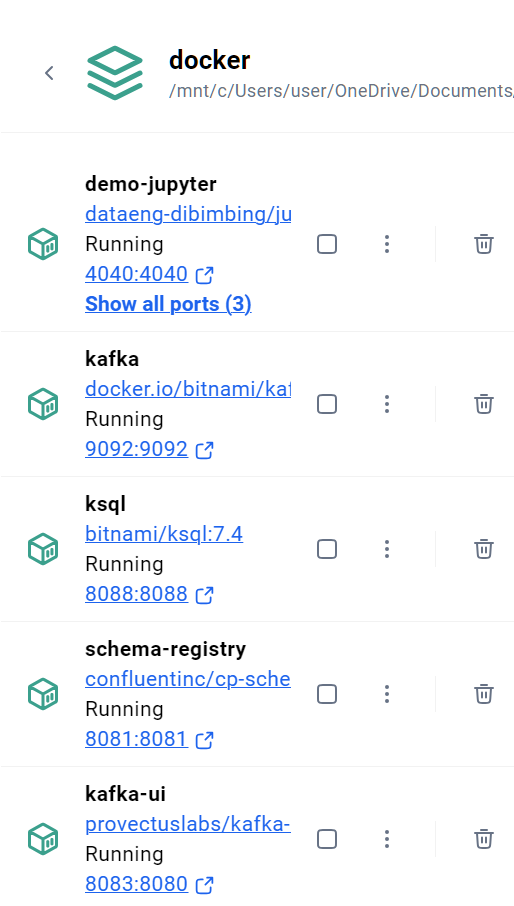 docker
/mnt/c/Users/user/OneDrive/Documents/
demo-jupyter
dataeng-dibimbing/ju
Running
4040:4040
Show all ports (3)
kafka
docker.io/bitnami/kaf
Running
9092:9092
ksql
bitnami/ksql:7.4
Running
8088:8088
schema-registry
confluentinc/cp-sche
Running
8081:8081
kafka-ui
provectuslabs/kafka-
Running
8083:8080